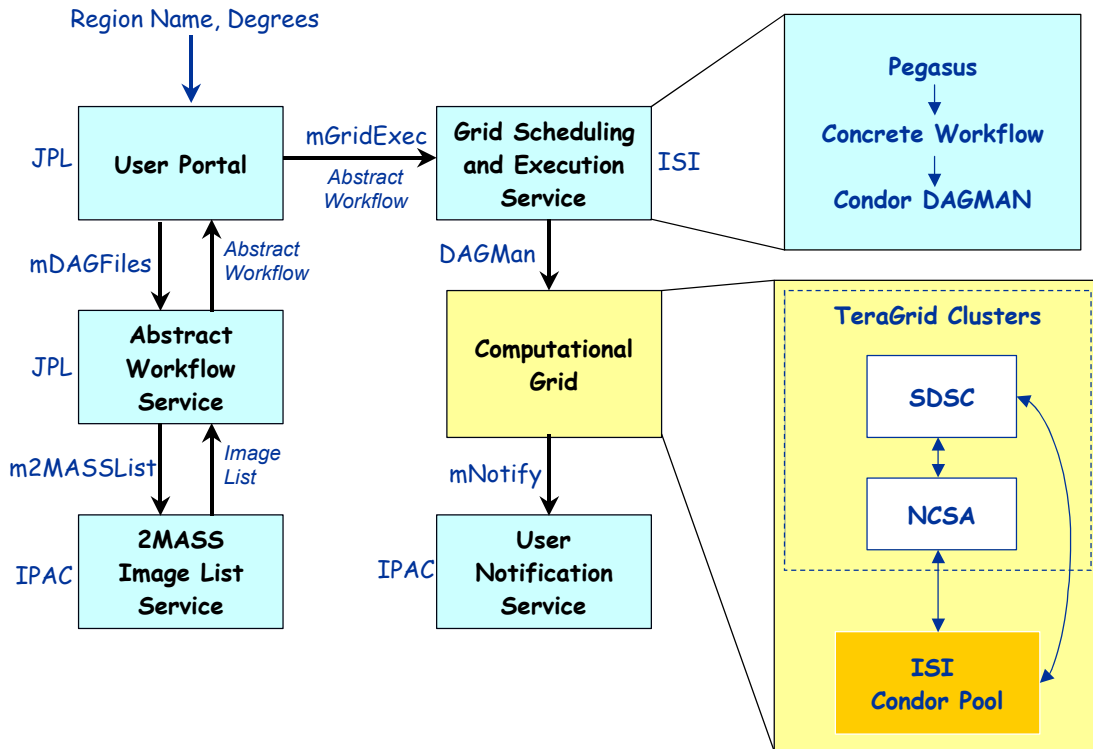 Region Name, Degrees
JPL
User Portal
mGridExec
Abstract
Workflow
Grid Scheduling
and Execution
Service
ISI
Pegasus
Concrete Workflow
Condor DAGMAN
mDAGFiles
Abstract
Workflow
DAGMan
JPL
Abstract
Workflow
Service
Computational
Grid
TeraGrid Clusters
SDSC
NCSA
ISI
Condor Pool
m2MASSList
Image
List
mNotify
IPAC
2MASS
Image List
Service
IPAC
User
Notification
Service